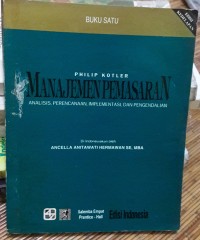 BUKU SATU
PHILIP KOTLER
MANAJEMEN PEMASARAN
ANALISIS, PERENCANAAN, IMPLEMENTASI, DAN PENGENDALIAN
ANCELLA ANITAWATI HERMAWAN SE, MBA
Salemba Empat
Prentice - Hall
Edisi Indonesia